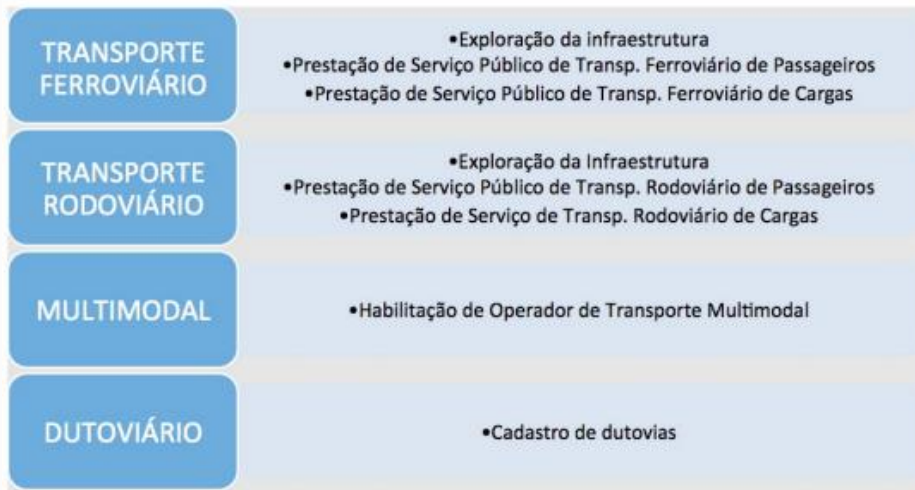 TRANSPORTE
FERROVIÁRIO
•Exploração da infraestrutura
•Prestação de Serviço Público de Transp. Ferroviário de Passageiros
•Prestação de Serviço Público de Transp. Ferroviário de Cargas
TRANSPORTE
RODOVIÁRIO
•Exploração da Infraestrutura
•Prestação de Serviço Público de Transp. Rodoviário de Passageiros
•Prestação de Serviço de Transp. Rodoviário de Cargas
MULTIMODAL
•Habilitação de Operador de Transporte Multimodal
DUTOVIÁRIO
•Cadastro de dutovias